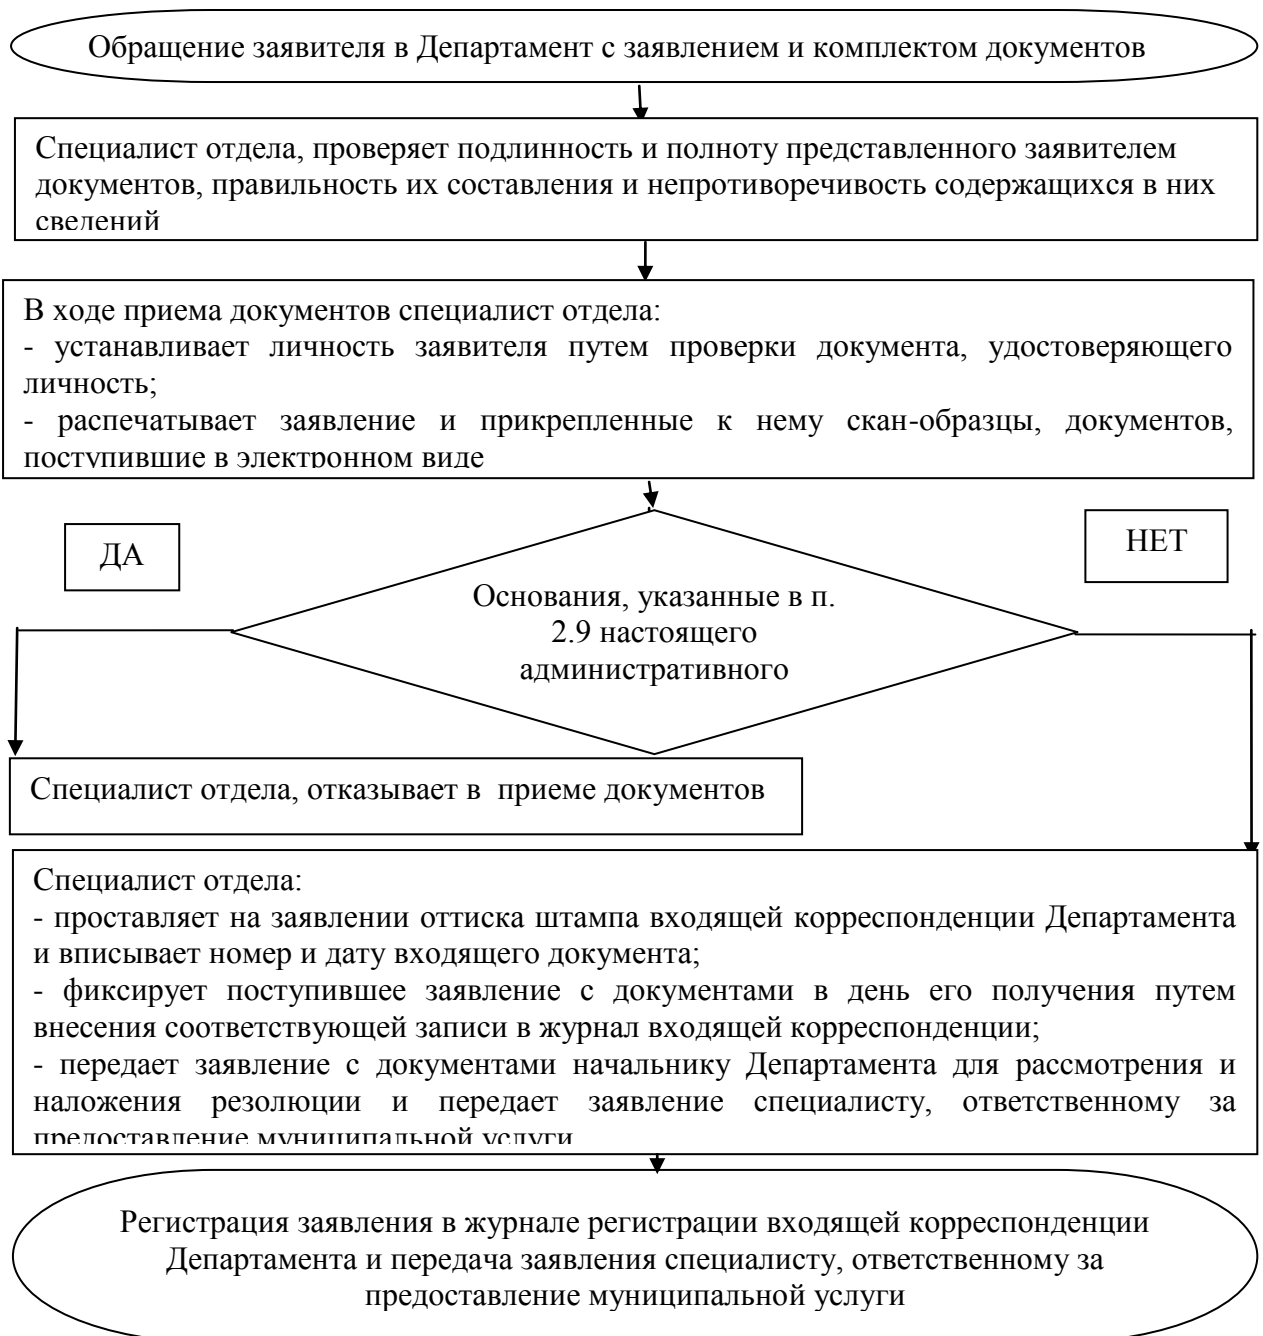 Обращение заявителя в Департамент с заявлением и комплектом документов
Специалист отдела, проверяет подлинность и полноту представленного заявителем
документов, правильность их составления и непротиворечивость содержащихся в них
сведений
В ходе приема документов специалист отдела:
- устанавливает личность заявителя путем проверки документа, удостоверяющего
личность;
- распечатывает заявление и прикрепленные к нему скан-образцы, документов,
поступившие в электронном виде
ДА
НЕТ
Основания, указанные в п.
2.9 настоящего
административного
Специалист отдела, отказывает в приеме документов
Специалист отдела:
- проставляет на заявлении оттиска штампа входящей корреспонденции Департамента
и вписывает номер и дату входящего документа;
- фиксирует поступившее заявление с документами в день его получения путем
внесения соответствующей записи в журнал входящей корреспонденции;
- передает заявление с документами начальнику Департамента для рассмотрения и
наложения резолюции и передает заявление специалисту, ответственному за
предоставление муниципальной услуги
Регистрация заявления в журнале регистрации входящей корреспонденции
Департамента и передача заявления специалисту, ответственному за
предоставление муниципальной услуги